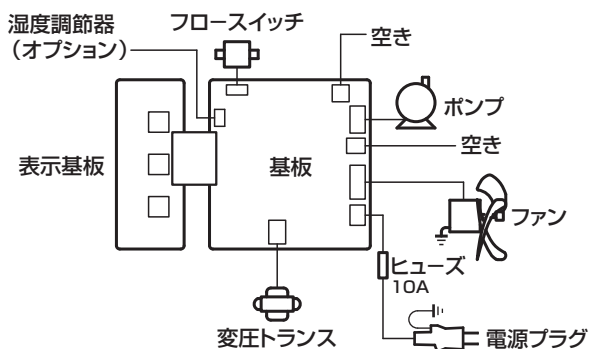 湿度調節器
（オプション）
フロースイッチ
空き
ポンプ
表示基板
基板
空き
ファン
ヒューズ
10A
変圧トランス
電源プラグ